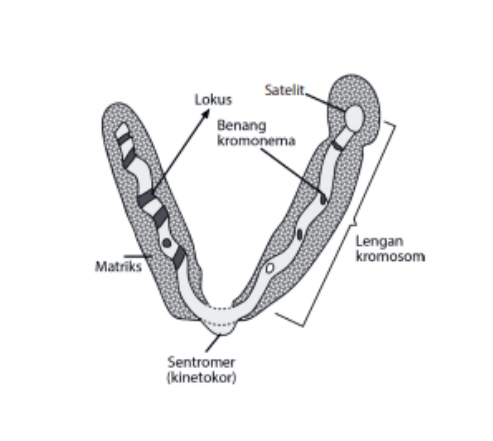 Lokus
Satelit
Benang
kromonema
Lengan
kromosom
Matriks
Sentromer
(kinetokor)